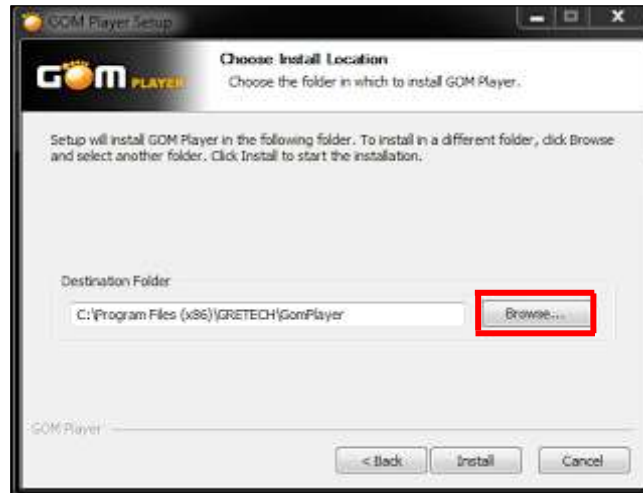 GOM Player Setup
GOM PLAYER
Choose Install Location
Choose the folder in which to install GOM Player.
Setup will install GOM Player in the following folder. To install in a different folder, click Browse
and select another folder. Click Install to start the installation.
Destination Folder
C:\Program Files (x86)\GRETECH\GomPlayer
Browse...
GOM Player
< Back
Install
Cancel